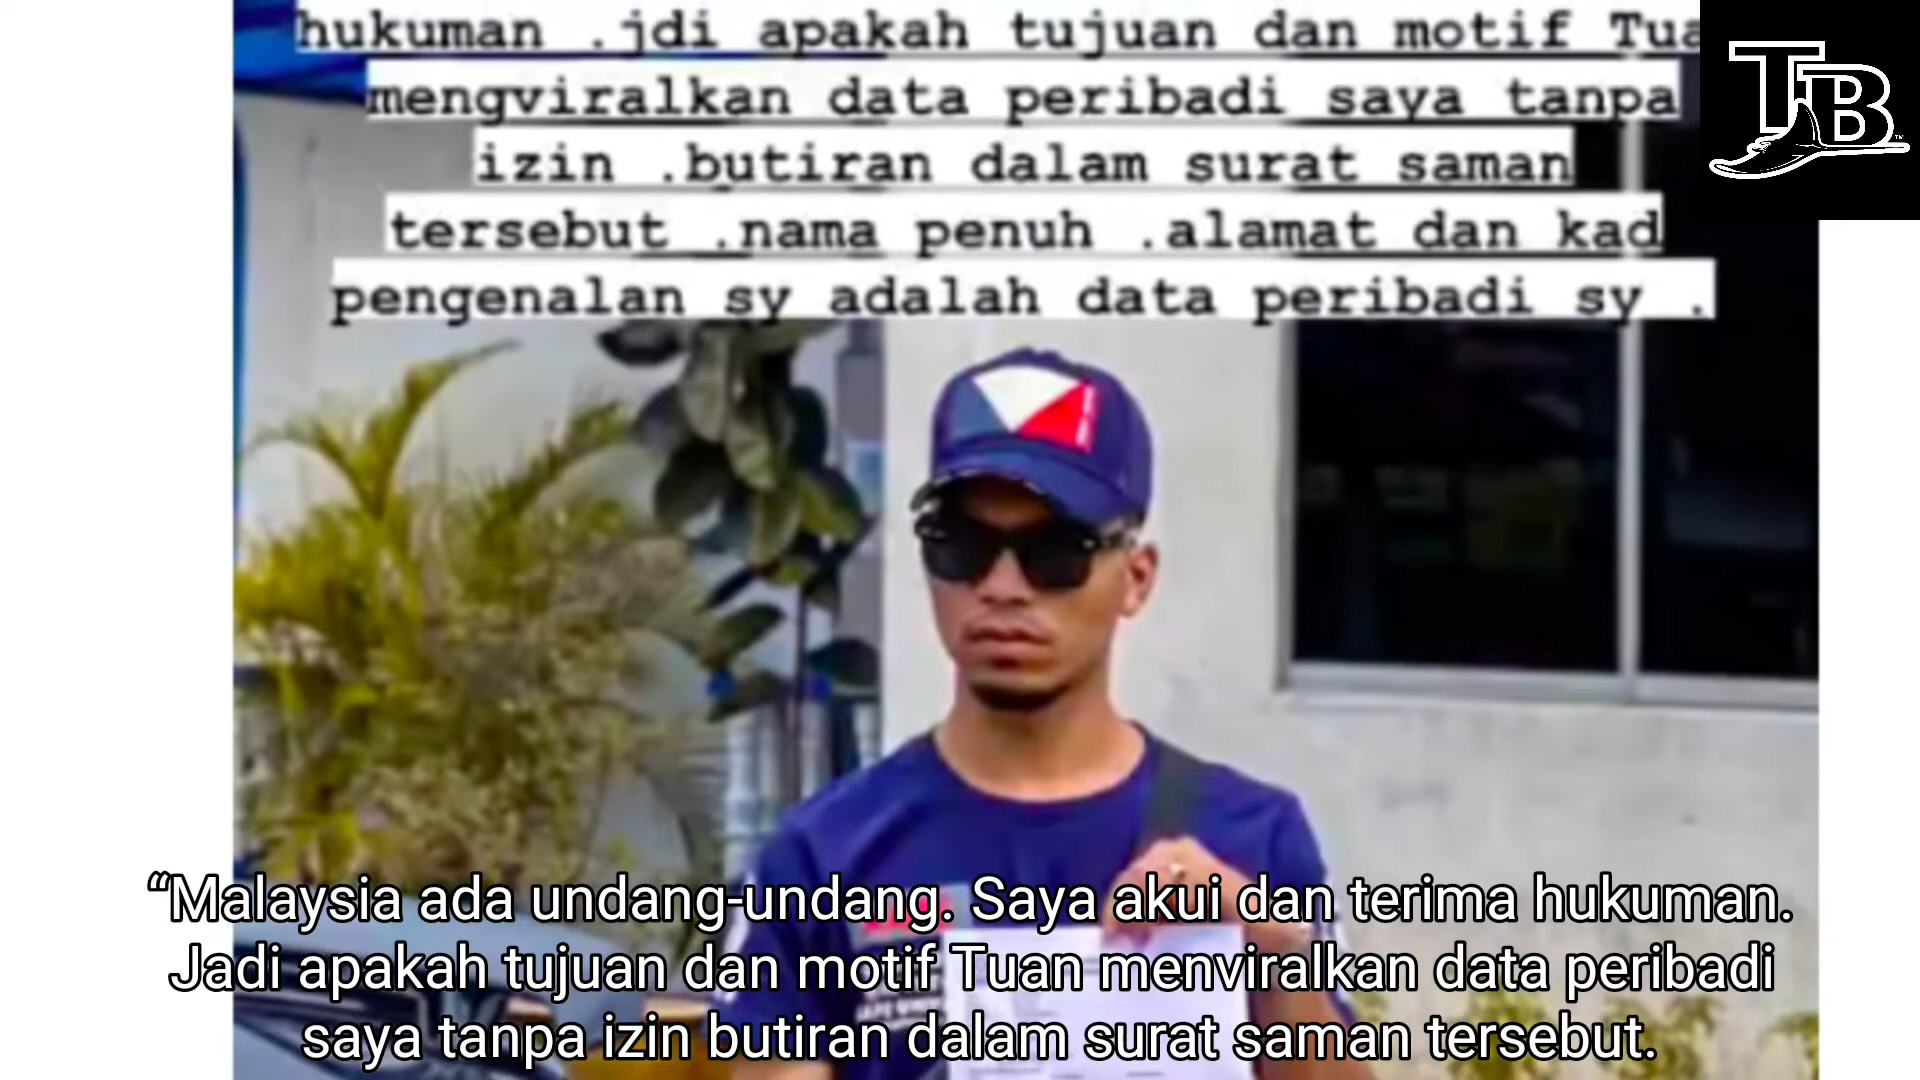 hukuman .jdi apakah tujuan dan motif Tua
mengviralkan data peribadi saya tanpa
izin .butiran dalam surat saman
tersebut .nama penuh .alamat dan kad
pengenalan sy adalah data peribadi sy .
TB
“Malaysia ada undang-undang. Saya akui dan terima hukuman.
Jadi apakah tujuan dan motif Tuan menviralkan data peribadi
saya tanpa izin butiran dalam surat saman tersebut.